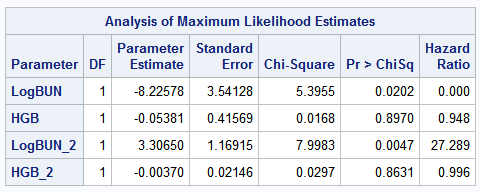 Analysis of Maximum Likelihood Estimates
Parameter DF Parameter Estimate Standard Error Chi-Square Pr > ChiSq Hazard Ratio
LogBUN 1 -8.22578 3.54128 5.3955 0.0202 0.000
HGB 1 -0.05381 0.41569 0.0168 0.8970 0.948
LogBUN_2 1 3.30650 1.16915 7.9983 0.0047 27.289
HGB_2 1 -0.00370 0.02146 0.0297 0.8631 0.996